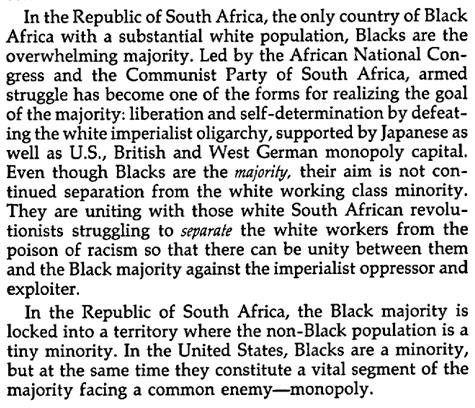 In the Republic of South Africa, the only country of Black
Africa with a substantial white population, Blacks are the
overwhelming majority. Led by the African National Con-
gress and the Communist Party of South Africa, armed
struggle has become one of the forms for realizing the goal
of the majority: liberation and self-determination by defeat-
ing the white imperialist oligarchy, supported by Japanese as
well as U.S., British and West German monopoly capital.
Even though Blacks are the majority, their aim is not con-
tinued separation from the white working class minority.
They are uniting with those white South African revolu-
tionists struggling to separate the white workers from the
poison of racism so that there can be unity between them
and the Black majority against the imperialist oppressor and
exploiter.
In the Republic of South Africa, the Black majority is
locked into a territory where the non-Black population is a
tiny minority. In the United States, Blacks are a minority,
but at the same time they constitute a vital segment of the
majority facing a common enemy—monopoly.